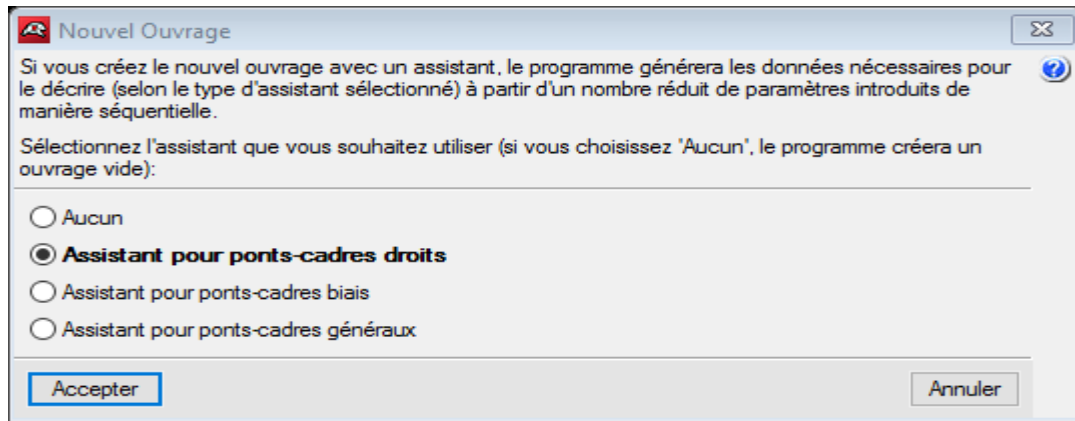 Nouvel Ouvrage
Si vous créez le nouvel ouvrage avec un assistant, le programme générera les données nécessaires pour
le décrire (selon le type d'assistant sélectionné) à partir d'un nombre réduit de paramètres introduits de
manière séquentielle.
Sélectionnez l'assistant que vous souhaitez utiliser (si vous choisissez "Aucun", le programme créera un
ouvrage vide):
Aucun
Assistant pour ponts-cadres droits
Assistant pour ponts-cadres biais
Assistant pour ponts-cadres généraux
Accepter
Annuler